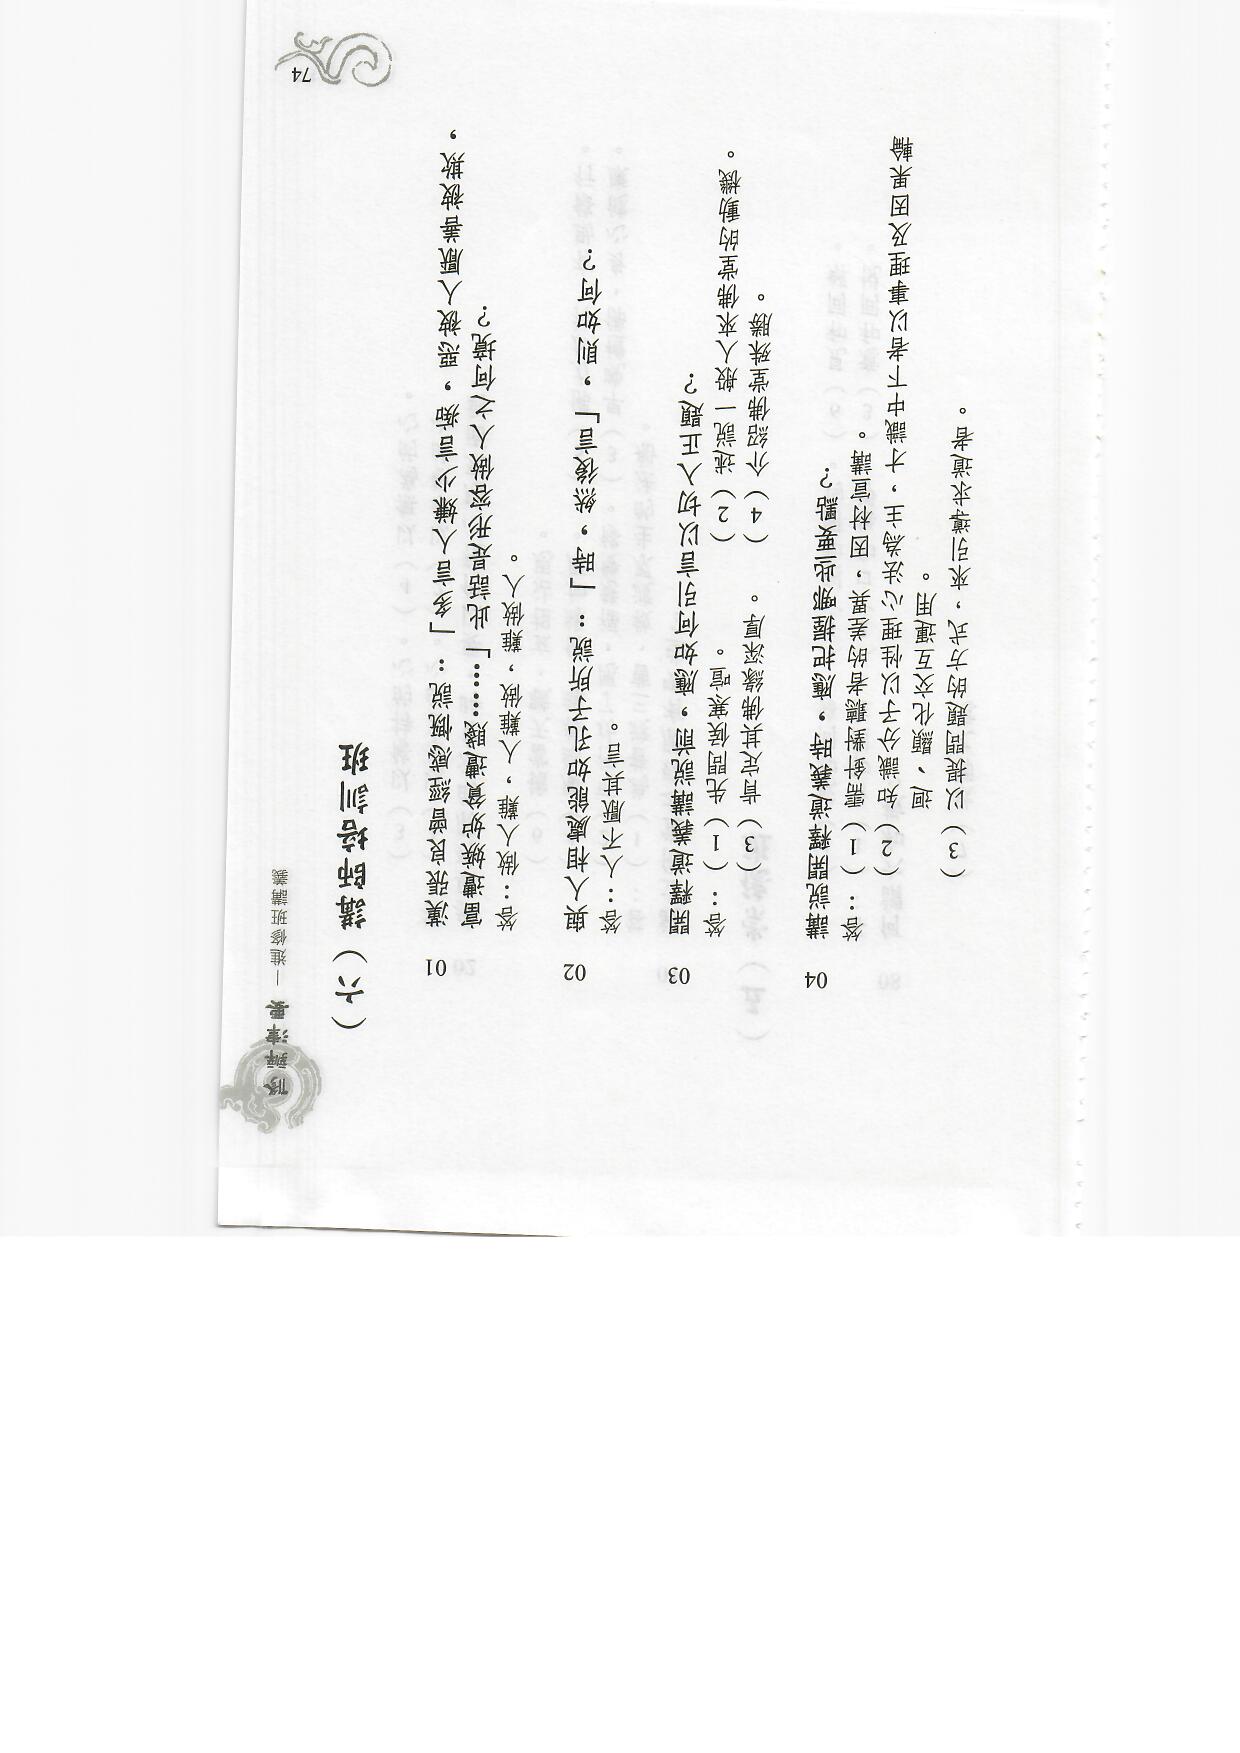 修辦津要 —進修班講義
（六）講師培訓班
01 漢張良曾經感慨説：「多言人嫌少言痴，惡被人厭善被欺，
富遭嫉妒貧遭賤……」此話是形容做人之何境？
答：做人難，人難做，難做人。
02 與人相處能如孔子所説：「時，然後言」，則如何？
答：人不厭其言。
03 開釋道義講説前，應如何引言以切入正題？
答：（1）先問候寒喧。 （2）述説一般人來佛堂的動機。
（3）肯定其佛緣深厚。 （4）介紹佛堂殊勝。
04 講説開釋道義時，應把握哪些要點？
答：（1）需針對聽者的差異，因材宣講。
（2）知識分子以性理心法為主，才識中下者以事理及因果輪
迴、顯化交互運用。
（3）以提問題的方式，來引導求道者。
74